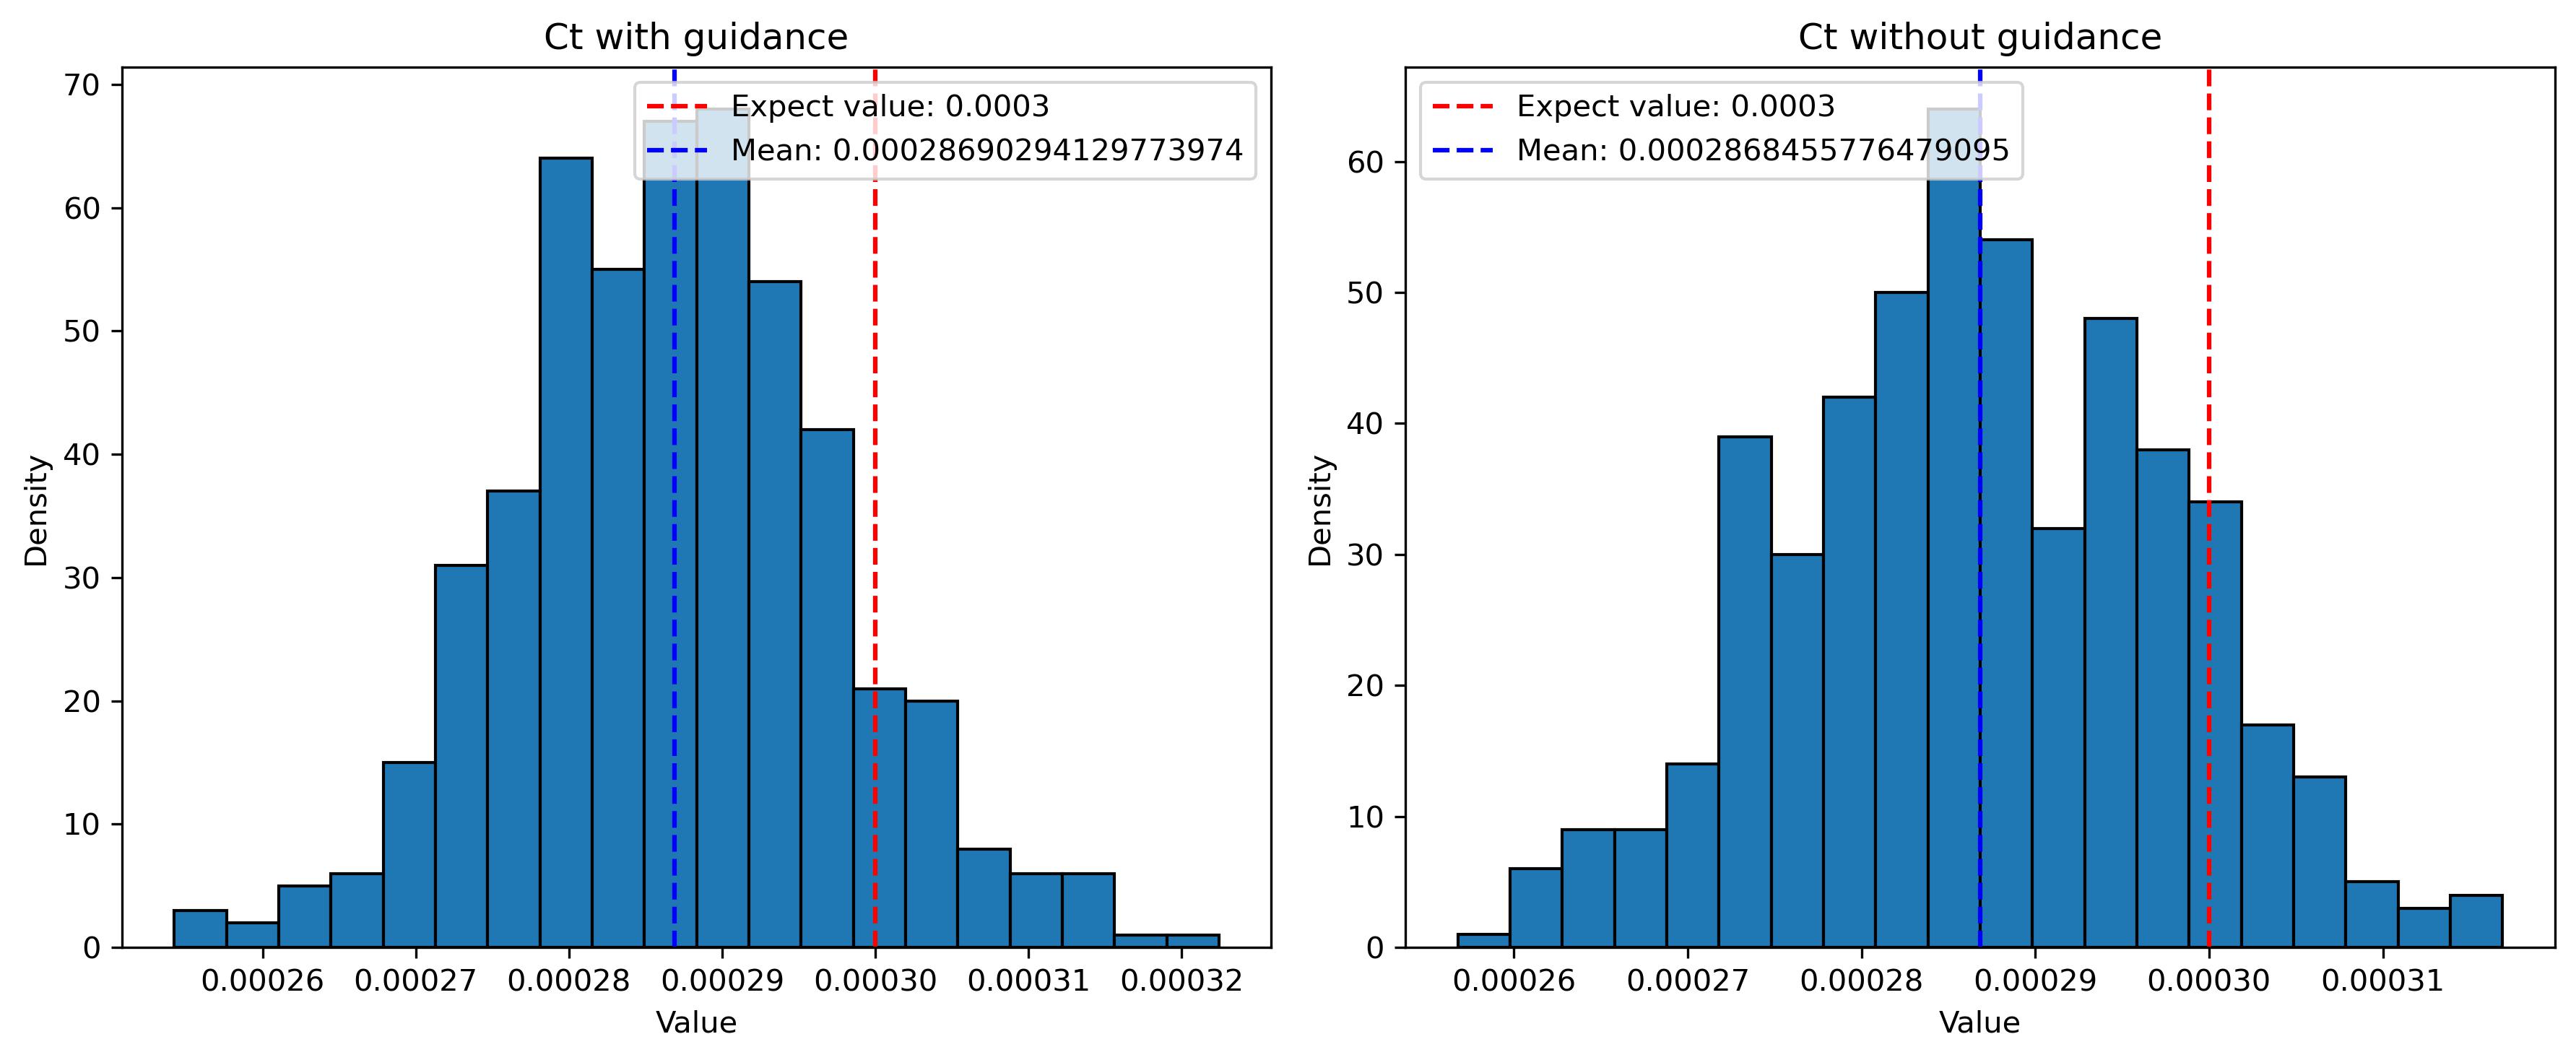 Ct with guidance
Expect value: 0.0003
Mean: 0.00028690294129773974
70
60
50
40
30
20
10
0
Density
0.00026 0.00027 0.00028 0.00029 0.00030 0.00031 0.00032
Value
Ct without guidance
Expect value: 0.0003
Mean: 0.0002868455776479095
60
50
40
30
20
10
0
Density
0.00026 0.00027 0.00028 0.00029 0.00030 0.00031
Value